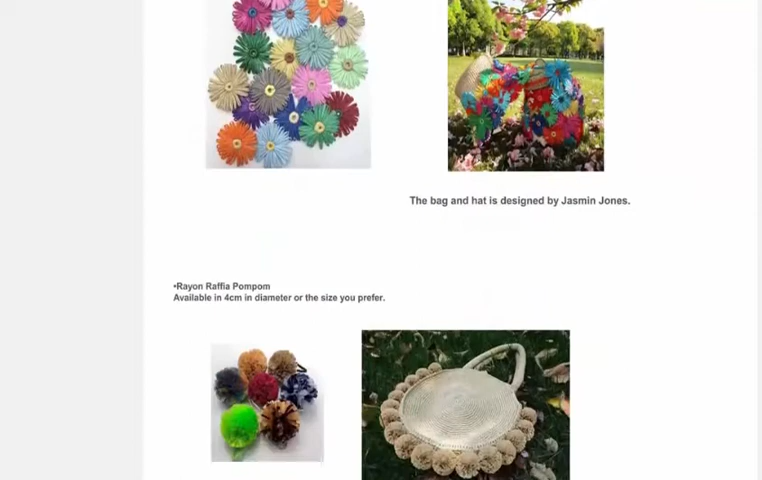 The bag and hat is designed by Jasmin Jones.
•Rayon Raffia Pompom
Available in 4cm in diameter or the size you prefer.